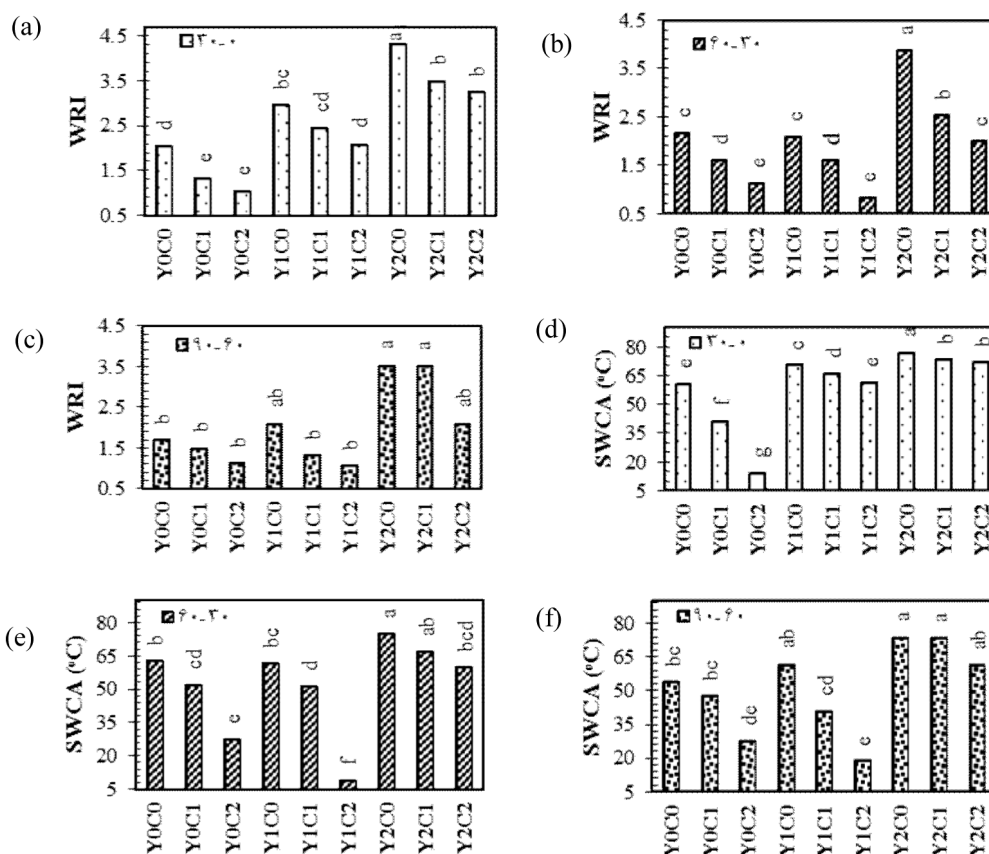 (a)
WRI
۳۰-۰
4.5
3.5
2.5
1.5
0.5
d e e bc cd d a b b
Y0C0 Y0C1 Y0C2 Y1C0 Y1C1 Y1C2 Y2C0 Y2C1 Y2C2
(b)
WRI
۶۰-۳۰
4.5
3.5
2.5
1.5
0.5
c d e c d e a b c
Y0C0 Y0C1 Y0C2 Y1C0 Y1C1 Y1C2 Y2C0 Y2C1 Y2C2
(c)
WRI
۹۰-۶۰
4.5
3.5
2.5
1.5
0.5
b b b ab b b a a ab
Y0C0 Y0C1 Y0C2 Y1C0 Y1C1 Y1C2 Y2C0 Y2C1 Y2C2
(d)
SWCA (°C)
۳۰-۰
80
65
50
35
20
5
e f g c d e a b b
Y0C0 Y0C1 Y0C2 Y1C0 Y1C1 Y1C2 Y2C0 Y2C1 Y2C2
(e)
SWCA (°C)
۶۰-۳۰
80
65
50
35
20
5
b cd e bc d f a ab bcd
Y0C0 Y0C1 Y0C2 Y1C0 Y1C1 Y1C2 Y2C0 Y2C1 Y2C2
(f)
SWCA (°C)
۹۰-۶۰
80
65
50
35
20
5
bc bc de ab cd e a a ab
Y0C0 Y0C1 Y0C2 Y1C0 Y1C1 Y1C2 Y2C0 Y2C1 Y2C2